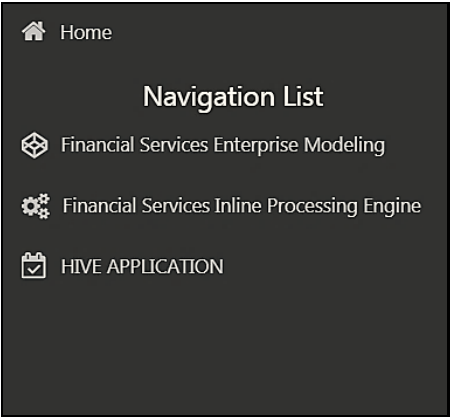 Home
Navigation List
Financial Services Enterprise Modeling
Financial Services Inline Processing Engine
HIVE APPLICATION